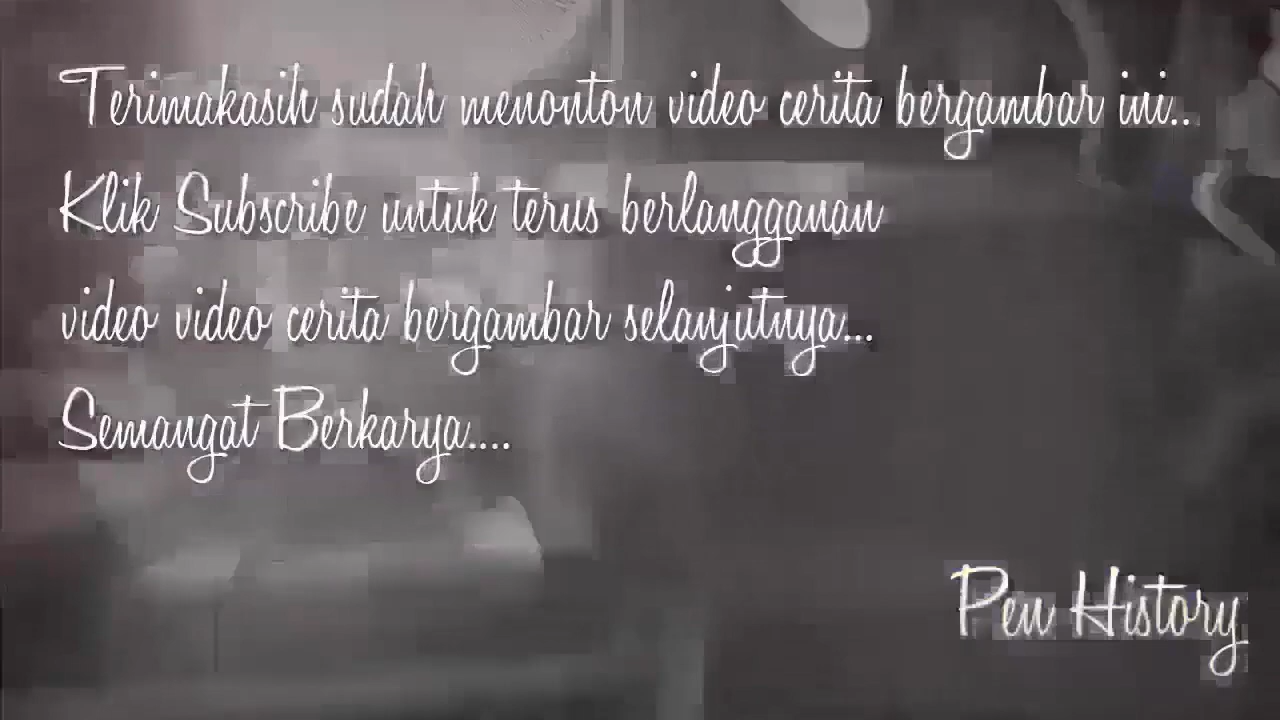 Terimakasih sudah menonton video cerita bergambar ini..
Klik Subscribe untuk terus berlangganan
video video cerita bergambar selanjutnya...
Semangat Berkarya....
Pen History